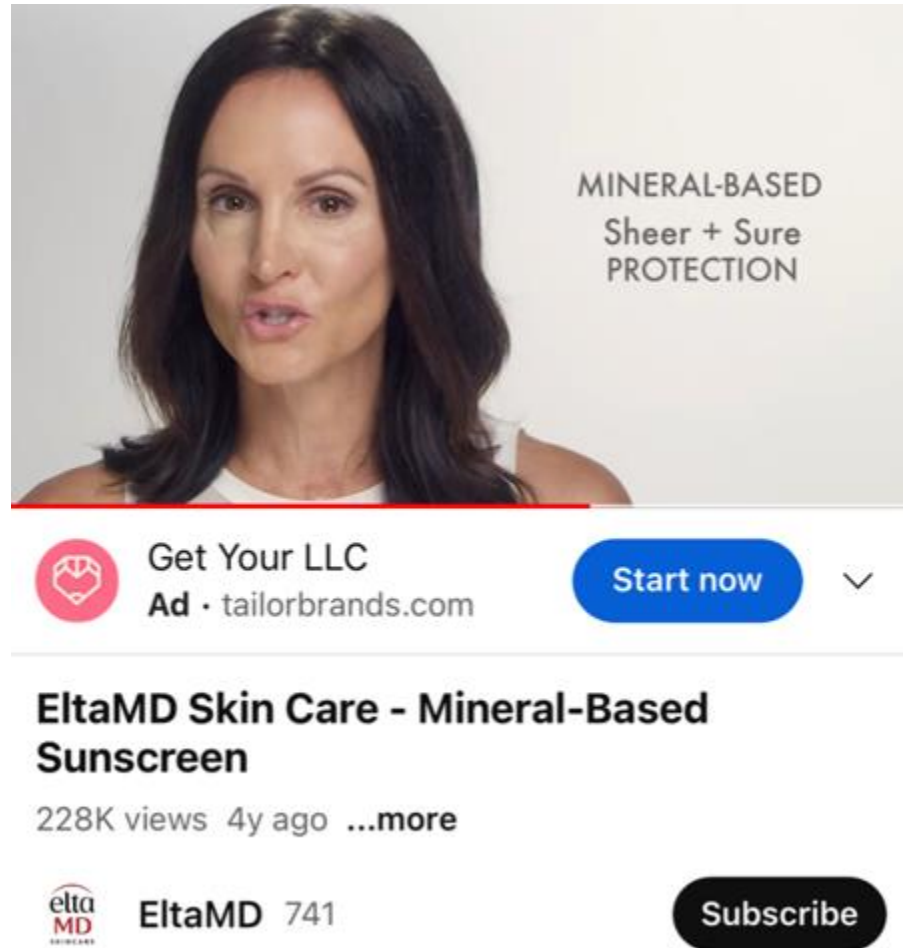 MINERAL-BASED
Sheer + Sure
PROTECTION
Get Your LLC
Start now
Ad · tailorbrands.com
EltaMD Skin Care - Mineral-Based
Sunscreen
228K views 4y ago ...more
elta
MD
SKINCARE
EltaMD 741
Subscribe